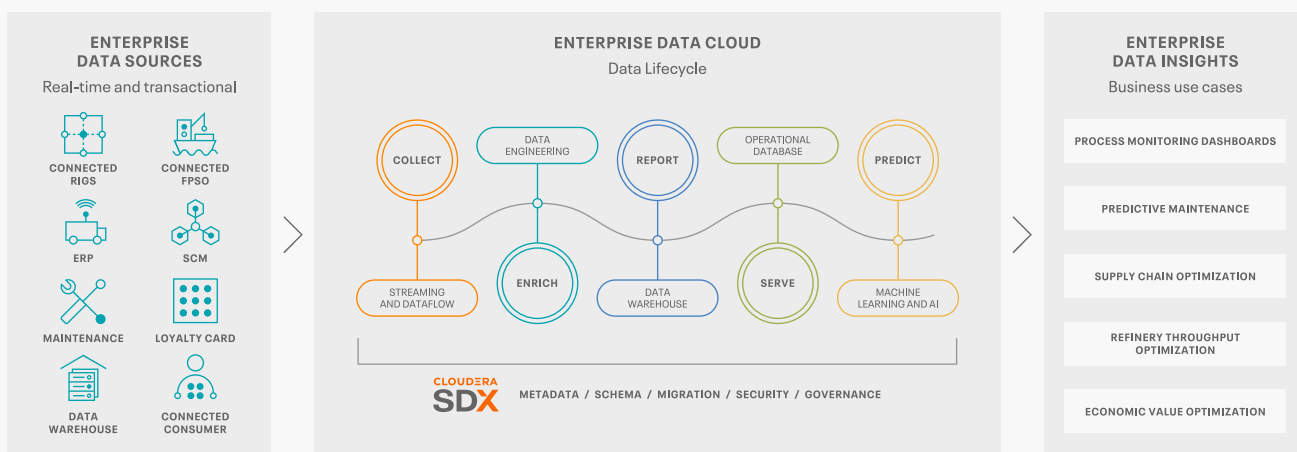 ENTERPRISE
DATA SOURCES
Real-time and transactional
CONNECTED
RIGS
CONNECTED
FPSO
ERP
SCM
MAINTENANCE
LOYALTY CARD
DATA
WAREHOUSE
CONNECTED
CONSUMER
ENTERPRISE DATA CLOUD
Data Lifecycle
COLLECT
DATA
ENGINEERING
REPORT
OPERATIONAL
DATABASE
PREDICT
STREAMING
AND DATAFLOW
ENRICH
DATA
WAREHOUSE
SERVE
MACHINE
LEARNING AND AI
CLOUDERA
SDX
METADATA / SCHEMA / MIGRATION / SECURITY / GOVERNANCE
ENTERPRISE
DATA INSIGHTS
Business use cases
PROCESS MONITORING DASHBOARDS
PREDICTIVE MAINTENANCE
SUPPLY CHAIN OPTIMIZATION
REFINERY THROUGHPUT
OPTIMIZATION
ECONOMIC VALUE OPTIMIZATION